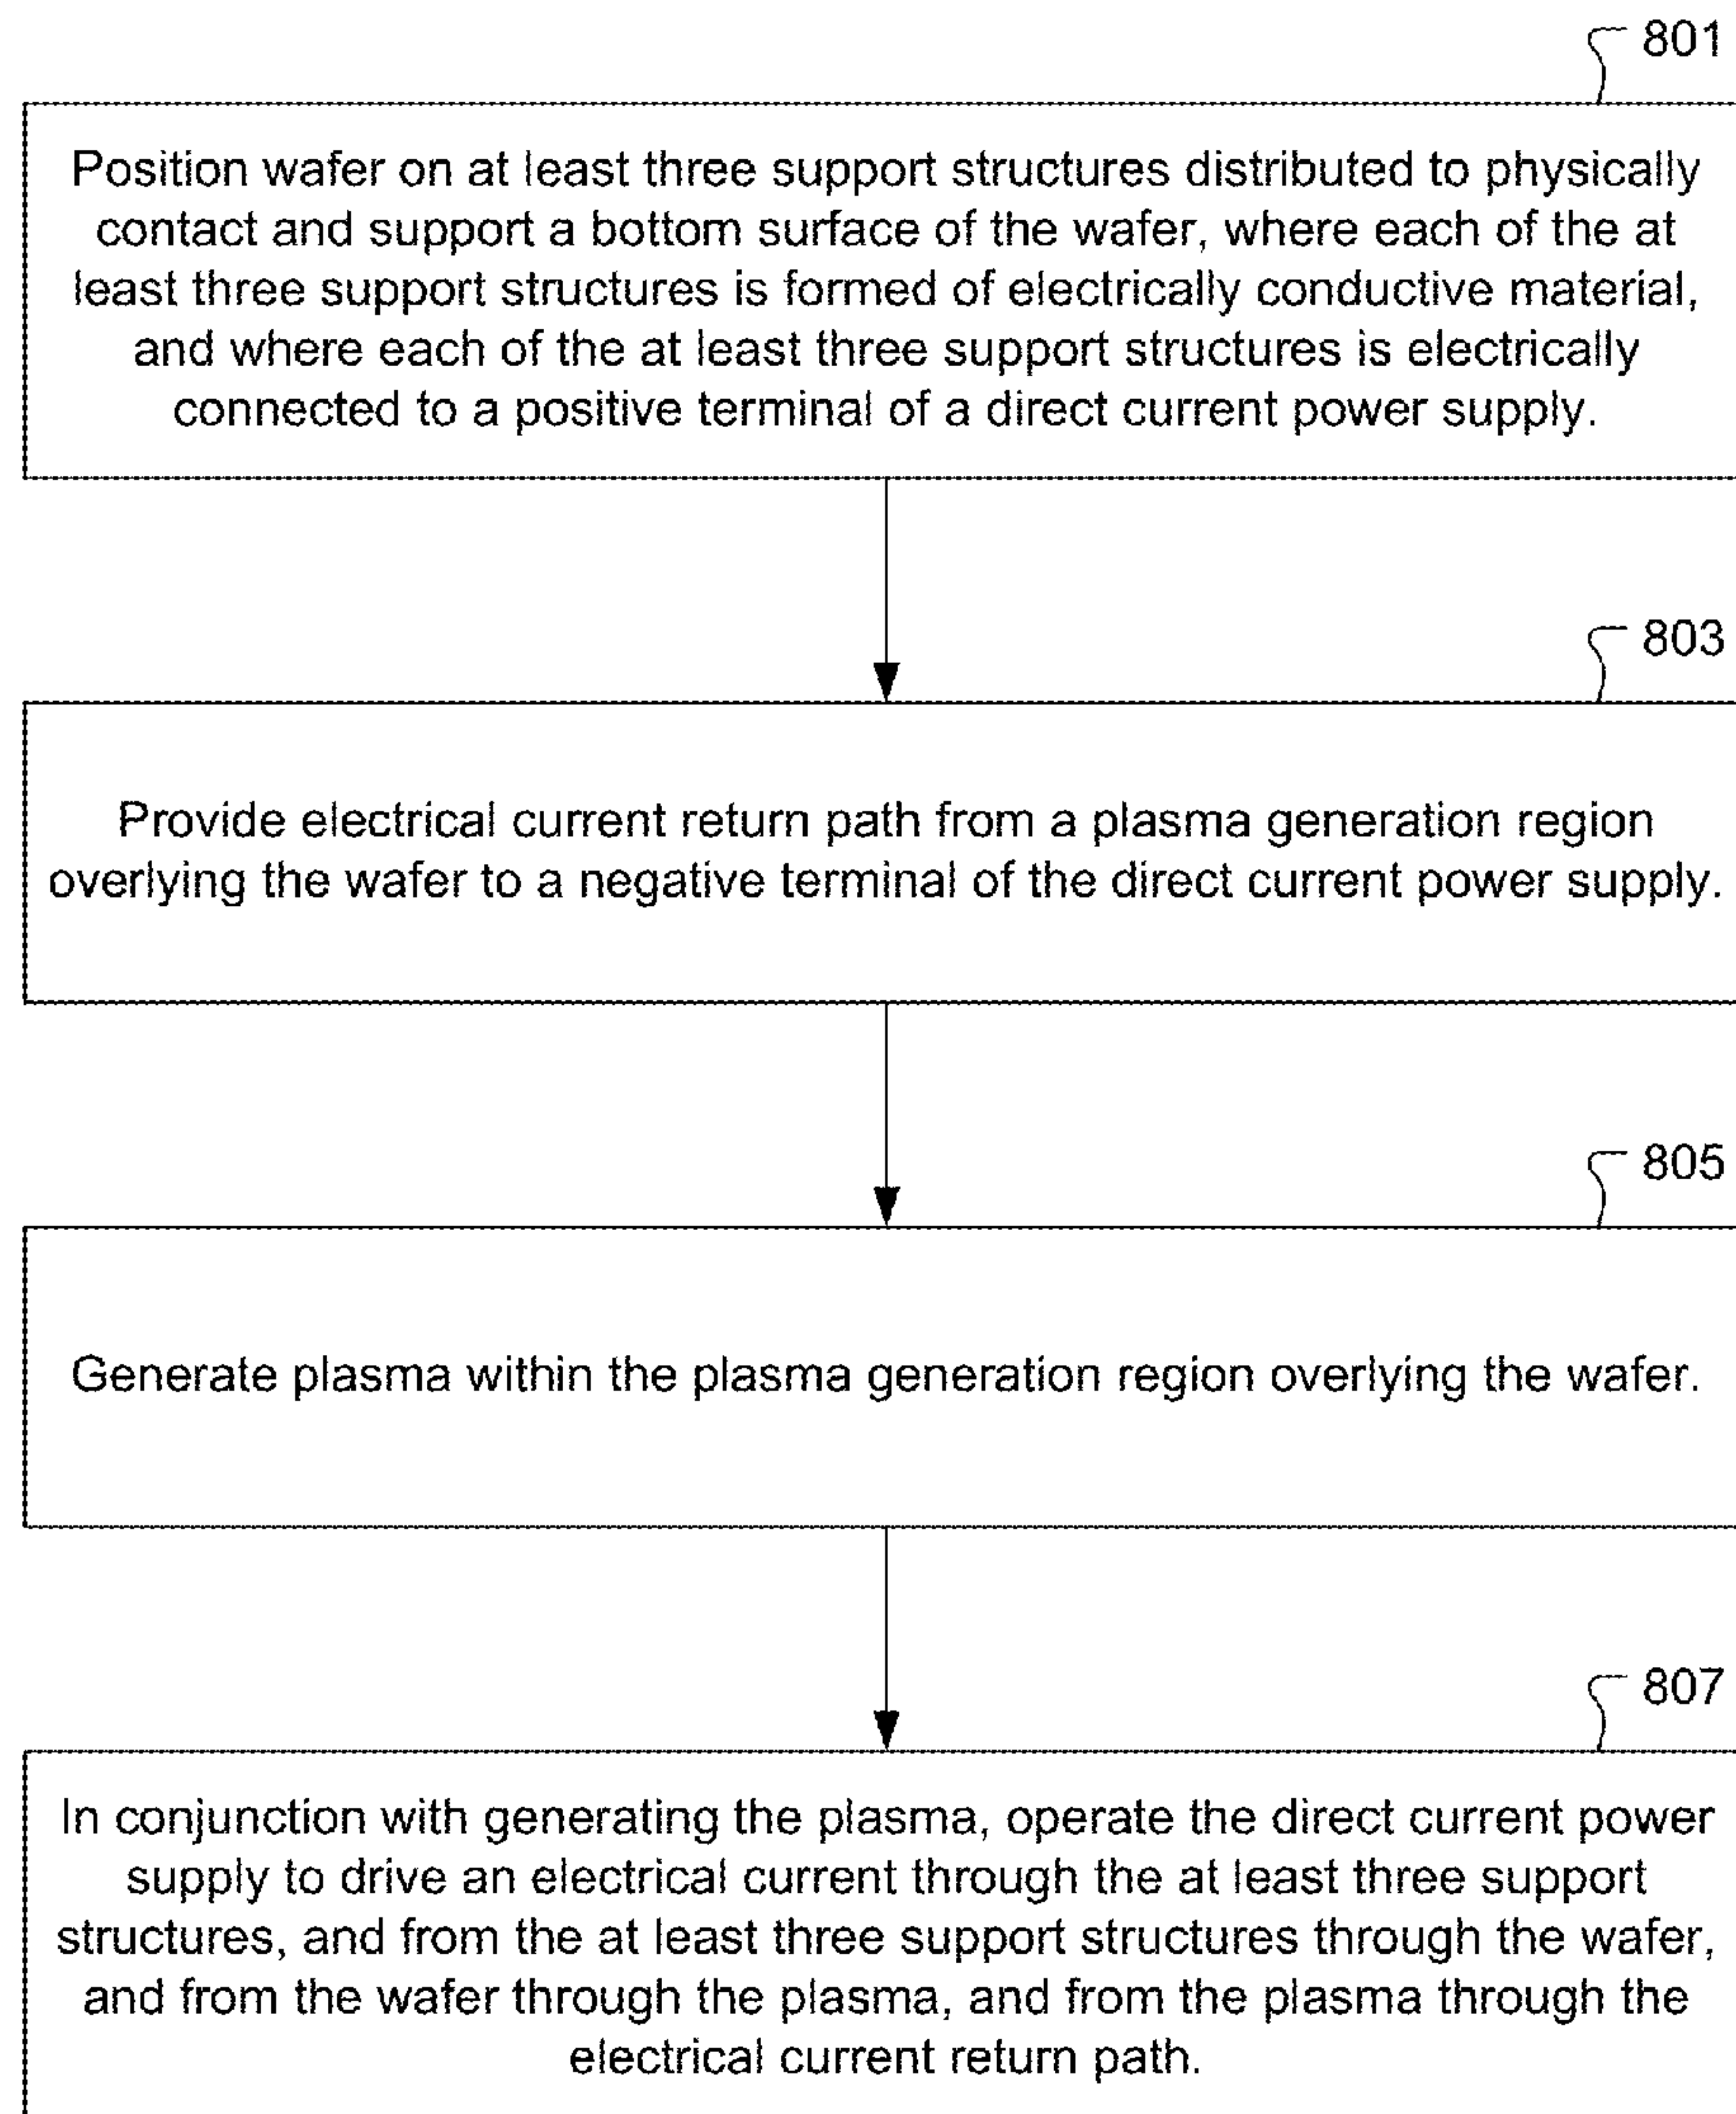 801
Position wafer on at least three support structures distributed to physically
contact and support a bottom surface of the wafer, where each of the at
least three support structures is formed of electrically conductive material,
and where each of the at least three support structures is electrically
connected to a positive terminal of a direct current power supply.
803
Provide electrical current return path from a plasma generation region
overlying the wafer to a negative terminal of the direct current power supply.
805
Generate plasma within the plasma generation region overlying the wafer.
807
In conjunction with generating the plasma, operate the direct current power
supply to drive an electrical current through the at least three support
structures, and from the at least three support structures through the wafer,
and from the wafer through the plasma, and from the plasma through the
electrical current return path.